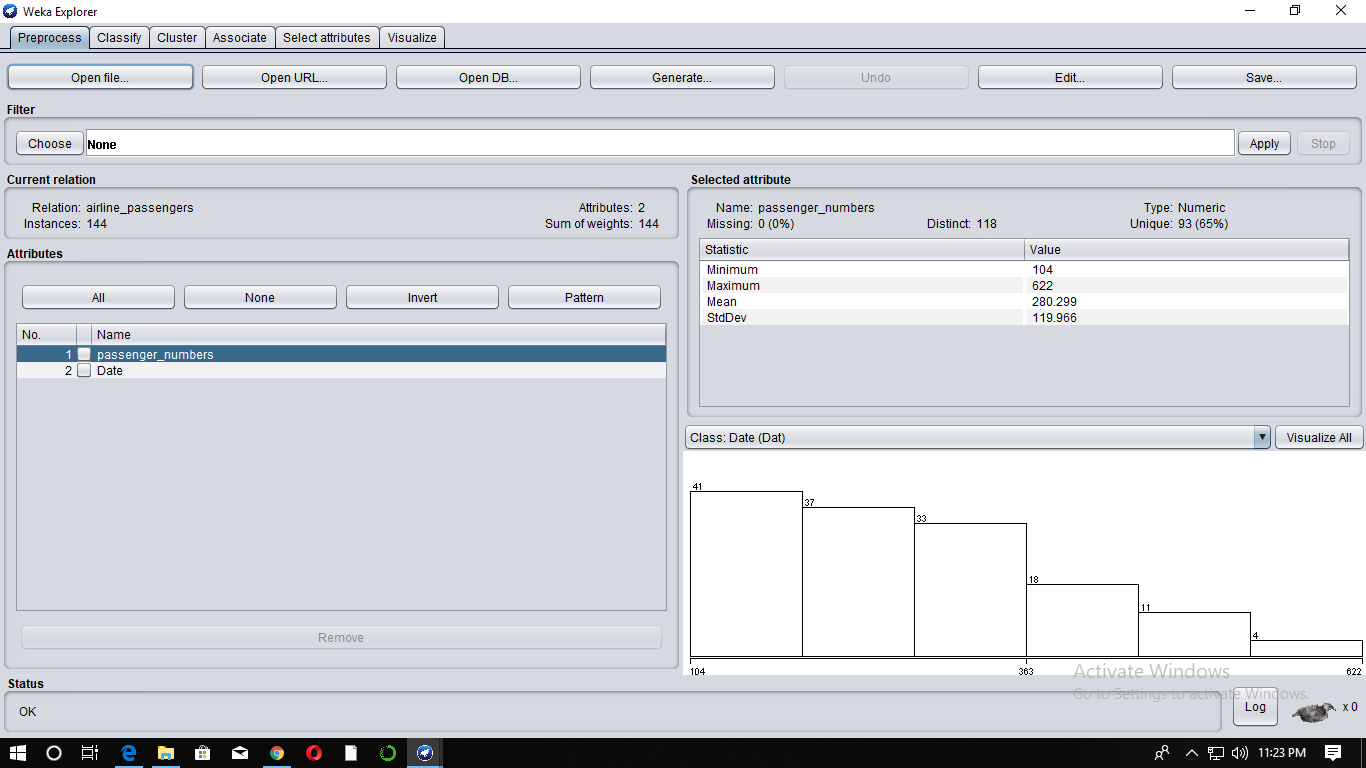 Weka Explorer
Preprocess Classify Cluster Associate Select attributes Visualize
Open file... Open URL... Open DB... Generate... Undo Edit... Save...
Filter
Choose None Apply Stop
Current relation
Relation: airline_passengers Attributes: 2
Instances: 144 Sum of weights: 144
Attributes
All None Invert Pattern
No. Name
1 passenger_numbers
2 Date
Remove
Selected attribute
Name: passenger_numbers Type: Numeric
Missing: 0 (0%) Distinct: 118 Unique: 93 (65%)
Statistic Value
Minimum 104
Maximum 622
Mean 280.299
StdDev 119.966
Class: Date (Dat) Visualize All
41
37
33
18
11
4
104 363 622
Activate Windows
Go to Settings to activate Windows.
Status
OK
Log x 0
11:23 PM